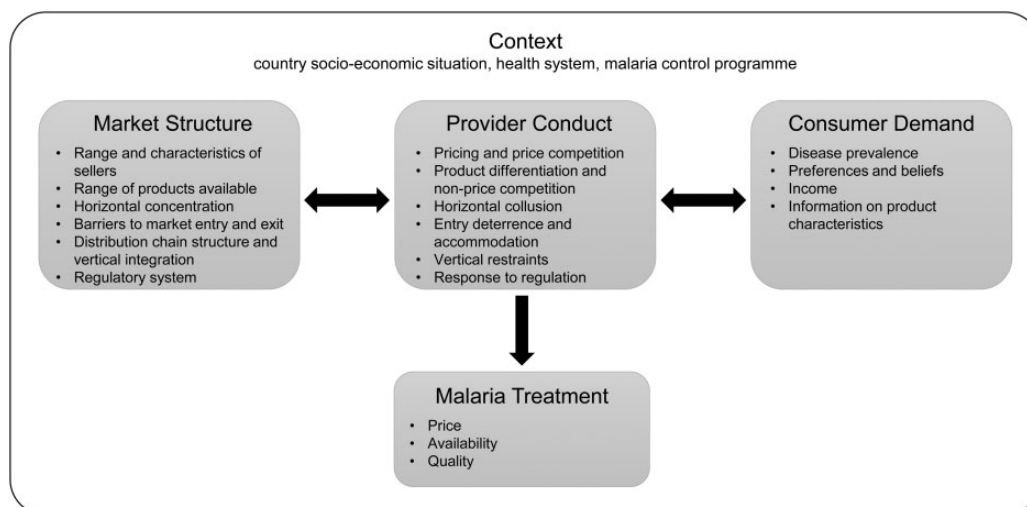 Context
country socio-economic situation, health system, malaria control programme
Market Structure
• Range and characteristics of
sellers
• Range of products available
• Horizontal concentration
• Barriers to market entry and exit
• Distribution chain structure and
vertical integration
• Regulatory system
Provider Conduct
• Pricing and price competition
• Product differentiation and
non-price competition
• Horizontal collusion
• Entry deterrence and
accommodation
• Vertical restraints
• Response to regulation
Consumer Demand
• Disease prevalence
• Preferences and beliefs
• Income
• Information on product
characteristics
Malaria Treatment
• Price
• Availability
• Quality